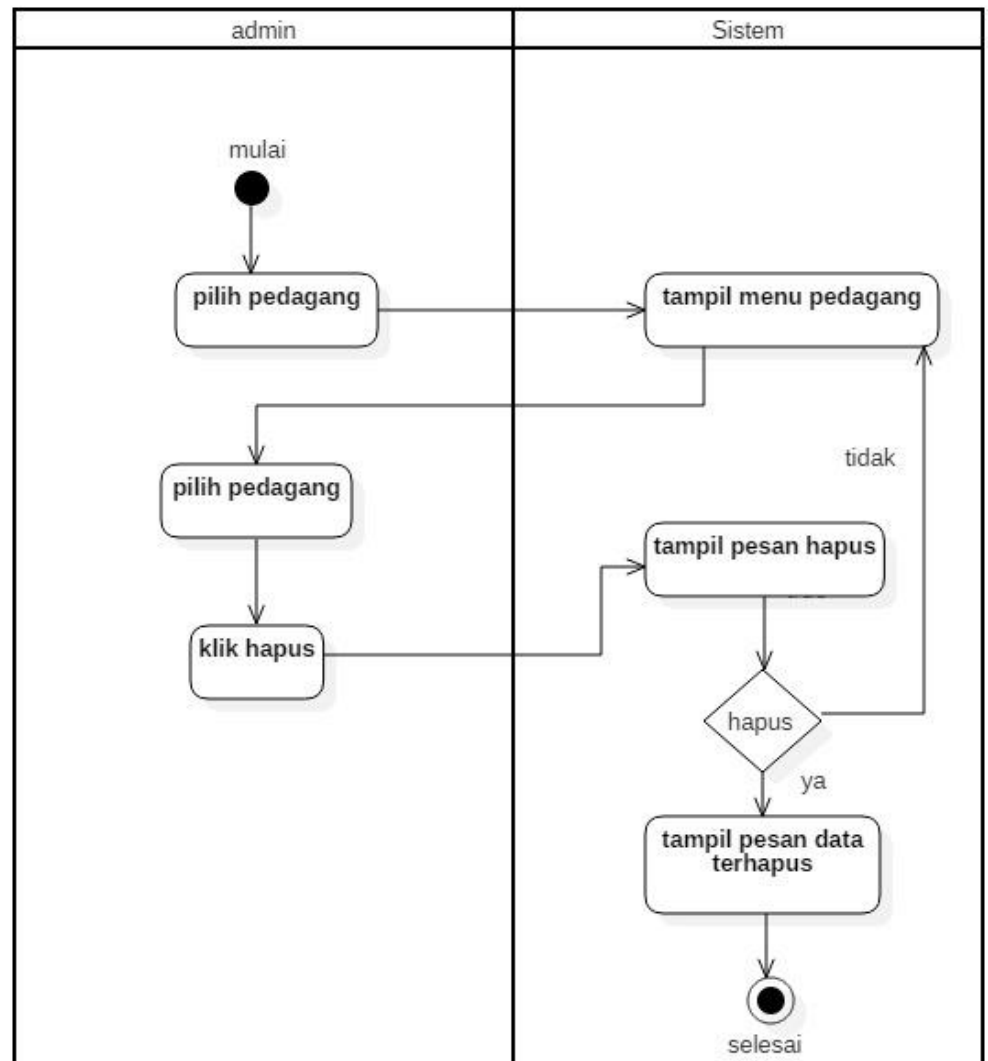 admin
Sistem
mulai
pilih pedagang
tampil menu pedagang
tidak
pilih pedagang
tampil pesan hapus
klik hapus
hapus
ya
tampil pesan data
terhapus
selesai